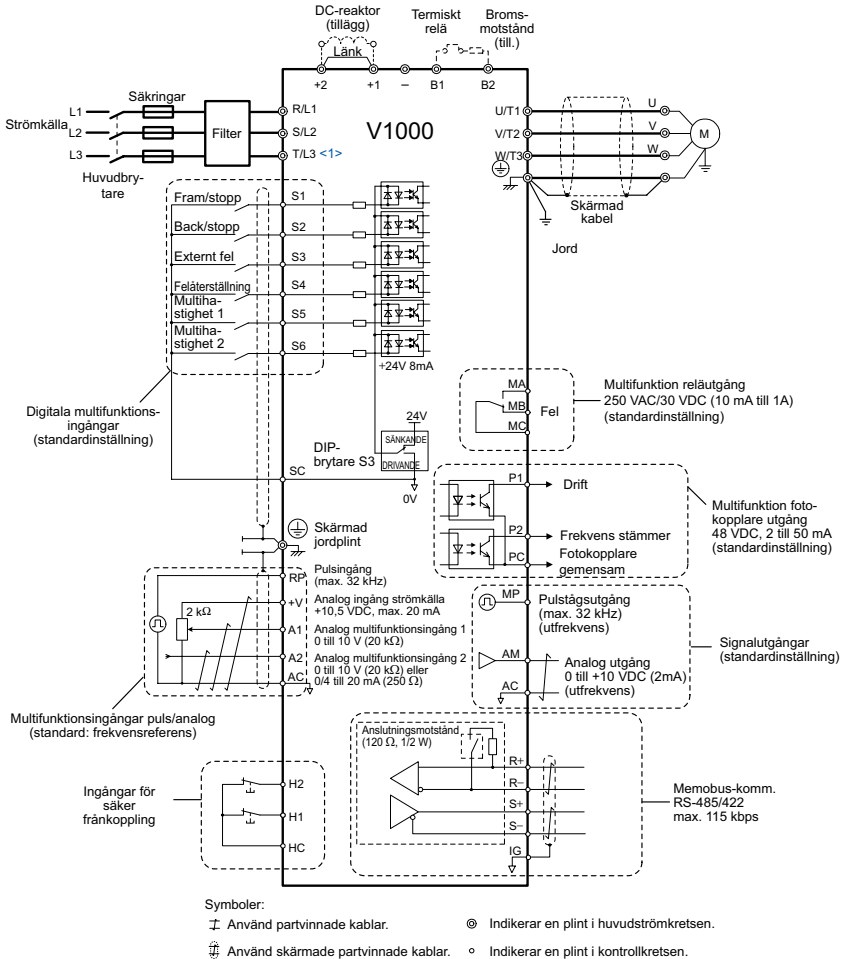 DC-reaktor
(tillägg)
Länk
Termiskt
relä
Broms-
motstånd
(till.)
+2
+1
–
B1
B2
Säkringar
Strömkälla
L1
L2
L3
Filter
Huvudbry-
tare
R/L1
S/L2
T/L3 <1>
V1000
U/T1
V/T2
W/T3
U
V
W
M
Skärmad
kabel
Jord
Fram/stopp
S1
Back/stopp
S2
Externt fel
S3
Felåterställning
S4
Multiha-
stighet 1
S5
Multiha-
stighet 2
S6
+24V 8mA
Digitala multifunktions-
ingångar
(standardinställning)
24V
SÄNKANDE
DRIVANDE
0V
DIP-
brytare S3
SC
MA
MB
MC
Fel
Multifunktion reläutgång
250 VAC/30 VDC (10 mA till 1A)
(standardinställning)
P1
Drift
P2
Frekvens stämmer
PC
Fotokopplare
gemensam
Multifunktion foto-
kopplare utgång
48 VDC, 2 till 50 mA
(standardinställning)
Skärmad
jordplint
RP
Pulsingång
(max. 32 kHz)
2 kΩ
+V
Analog ingång strömkälla
+10,5 VDC, max. 20 mA
A1
Analog multifunktionsingång 1
0 till 10 V (20 kΩ)
A2
Analog multifunktionsingång 2
0 till 10 V (20 kΩ) eller
0/4 till 20 mA (250 Ω)
AC
Multifunktionsingångar puls/analog
(standard: frekvensreferens)
MP
Pulstågsutgång
(max. 32 kHz)
(utfrekvens)
AM
Analog utgång
0 till +10 VDC (2mA)
(utfrekvens)
AC
Signalutgångar
(standardinställning)
Anslutningsmotstånd
(120 Ω, 1/2 W)
R+
R–
S+
S–
IG
Memobus-komm.
RS-485/422
max. 115 kbps
Ingångar för
säker
frånkoppling
H2
H1
HC
Symboler:
Använd partvinnade kablar.
Indikerar en plint i huvudströmkretsen.
Använd skärmade partvinnade kablar.
Indikerar en plint i kontrollkretsen.